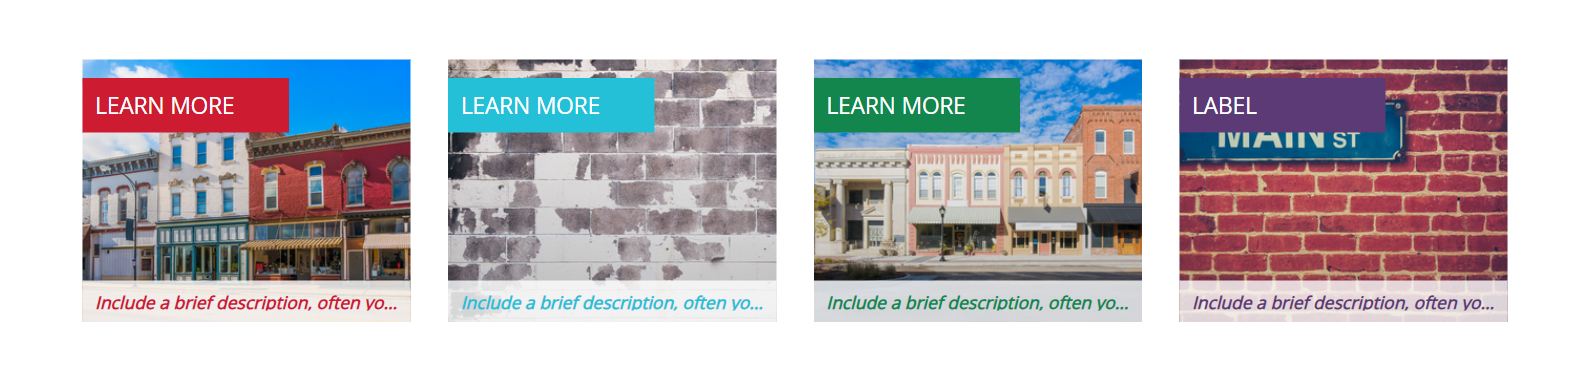 LEARN MORE
LEARN MORE
LEARN MORE
LABEL
MAIN ST
Include a brief description, often yo...
Include a brief description, often yo...
Include a brief description, often yo...
Include a brief description, often yo...